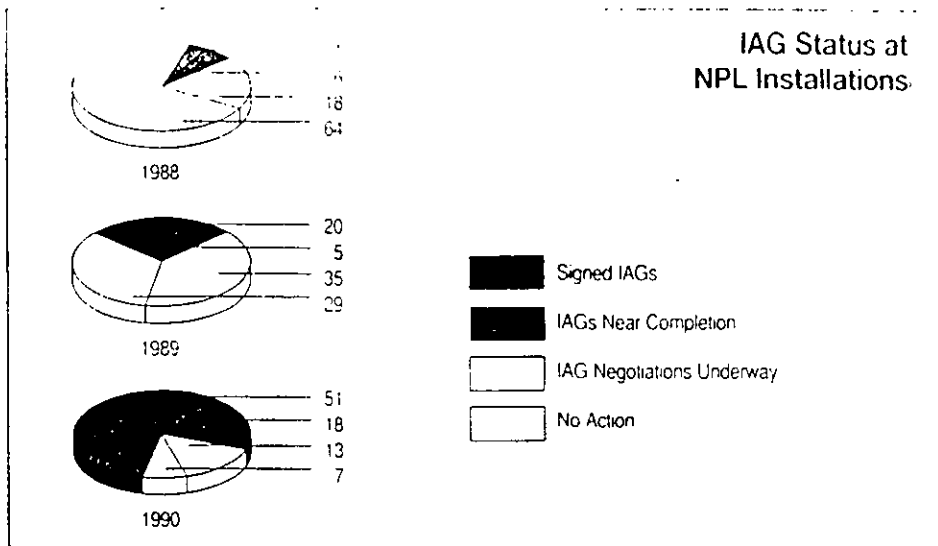 IAG Status at
NPL Installations
18
64
1988
20
5
35
29
1989
51
18
13
7
1990
Signed IAGs
IAGs Near Completion
IAG Negotiations Underway
No Action